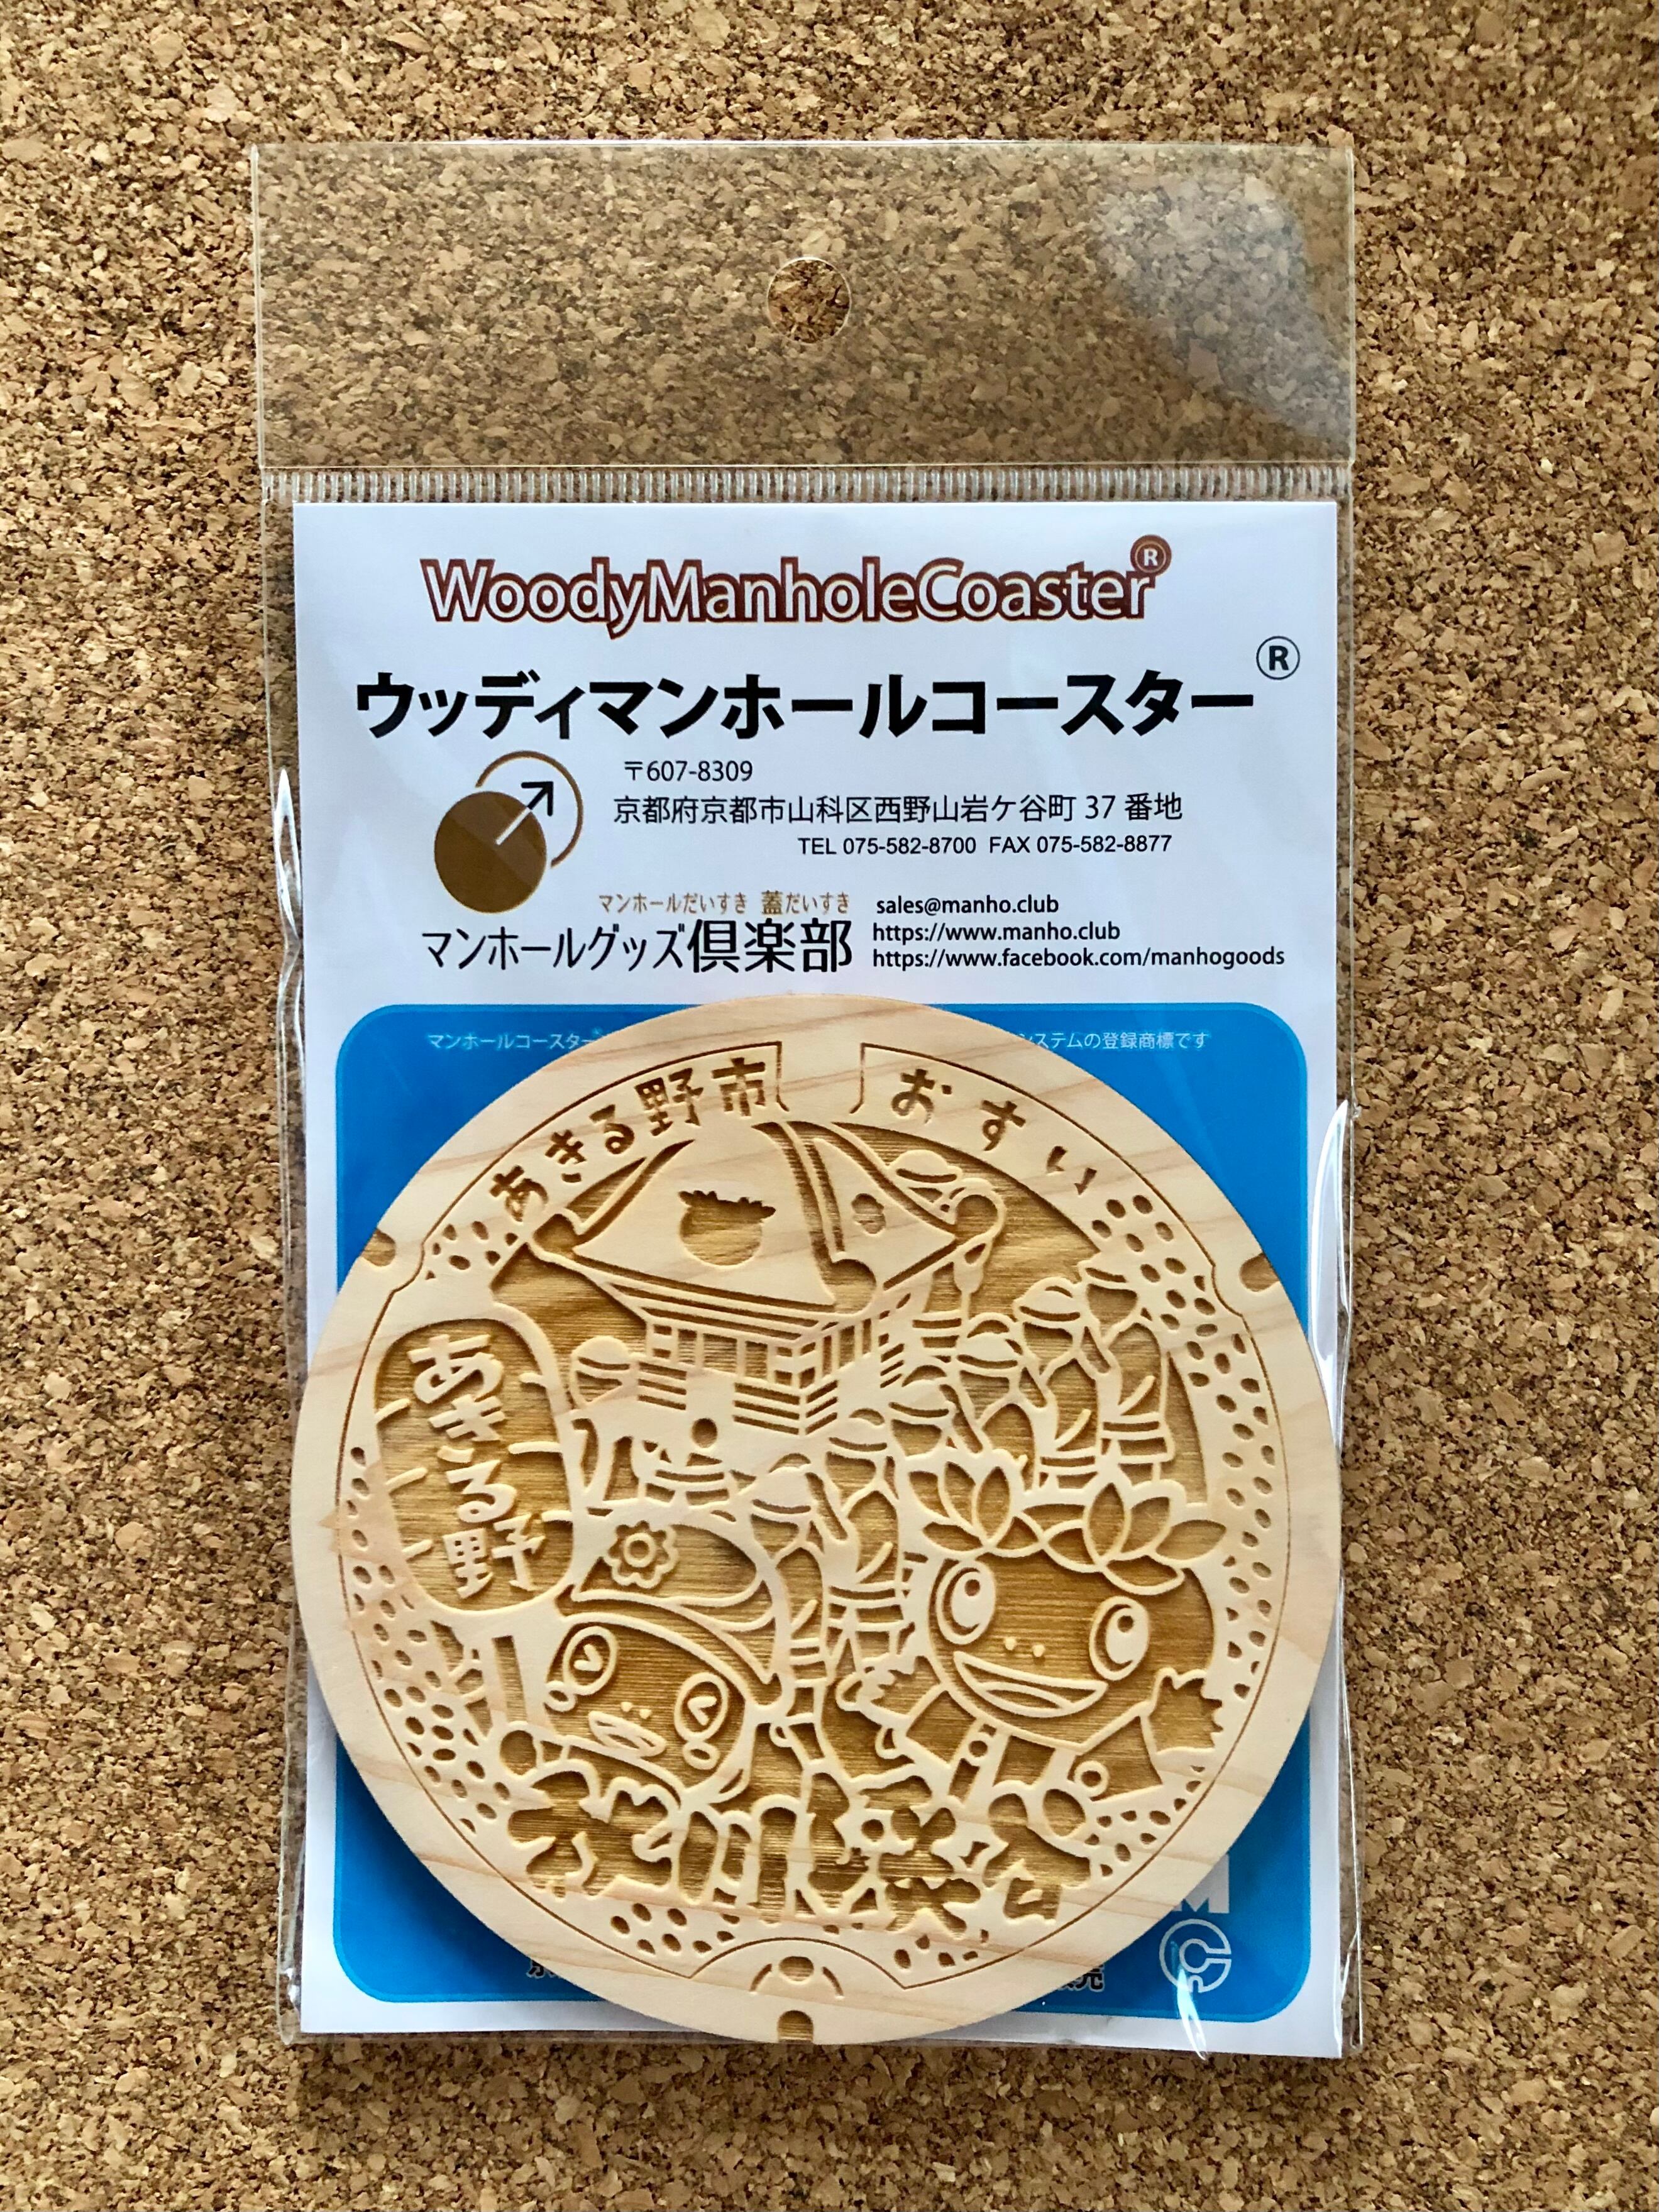 WoodyManholeCoaster®
ウッディマンホールコースター®
〒607-8309
京都府京都市山科区西野山岩ケ谷町 37 番地
TEL 075-582-8700 FAX 075-582-8877
マンホールだいすき 蓋だいすき
マンホールグッズ倶楽部
sales@manho.club
https://www.manho.club
https://www.facebook.com/manhogoods
マンホールコースター
システムの登録商標です
あきる野市 おすい
あきる野